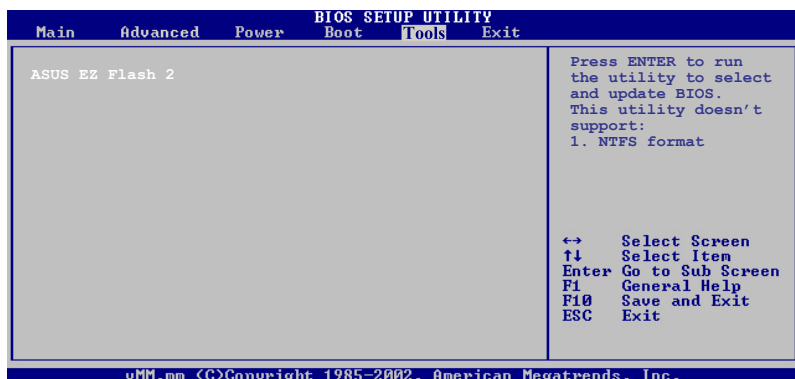 BIOS SETUP UTILITY
Main Advanced Power Boot Tools Exit
ASUS EZ Flash 2
Press ENTER to run
the utility to select
and update BIOS.
This utility doesn't
support:
1. NTFS format
←→ Select Screen
↑↓ Select Item
Enter Go to Sub Screen
F1 General Help
F10 Save and Exit
ESC Exit
vMM.mm (C)Copyright 1985-2002, American Megatrends, Inc.